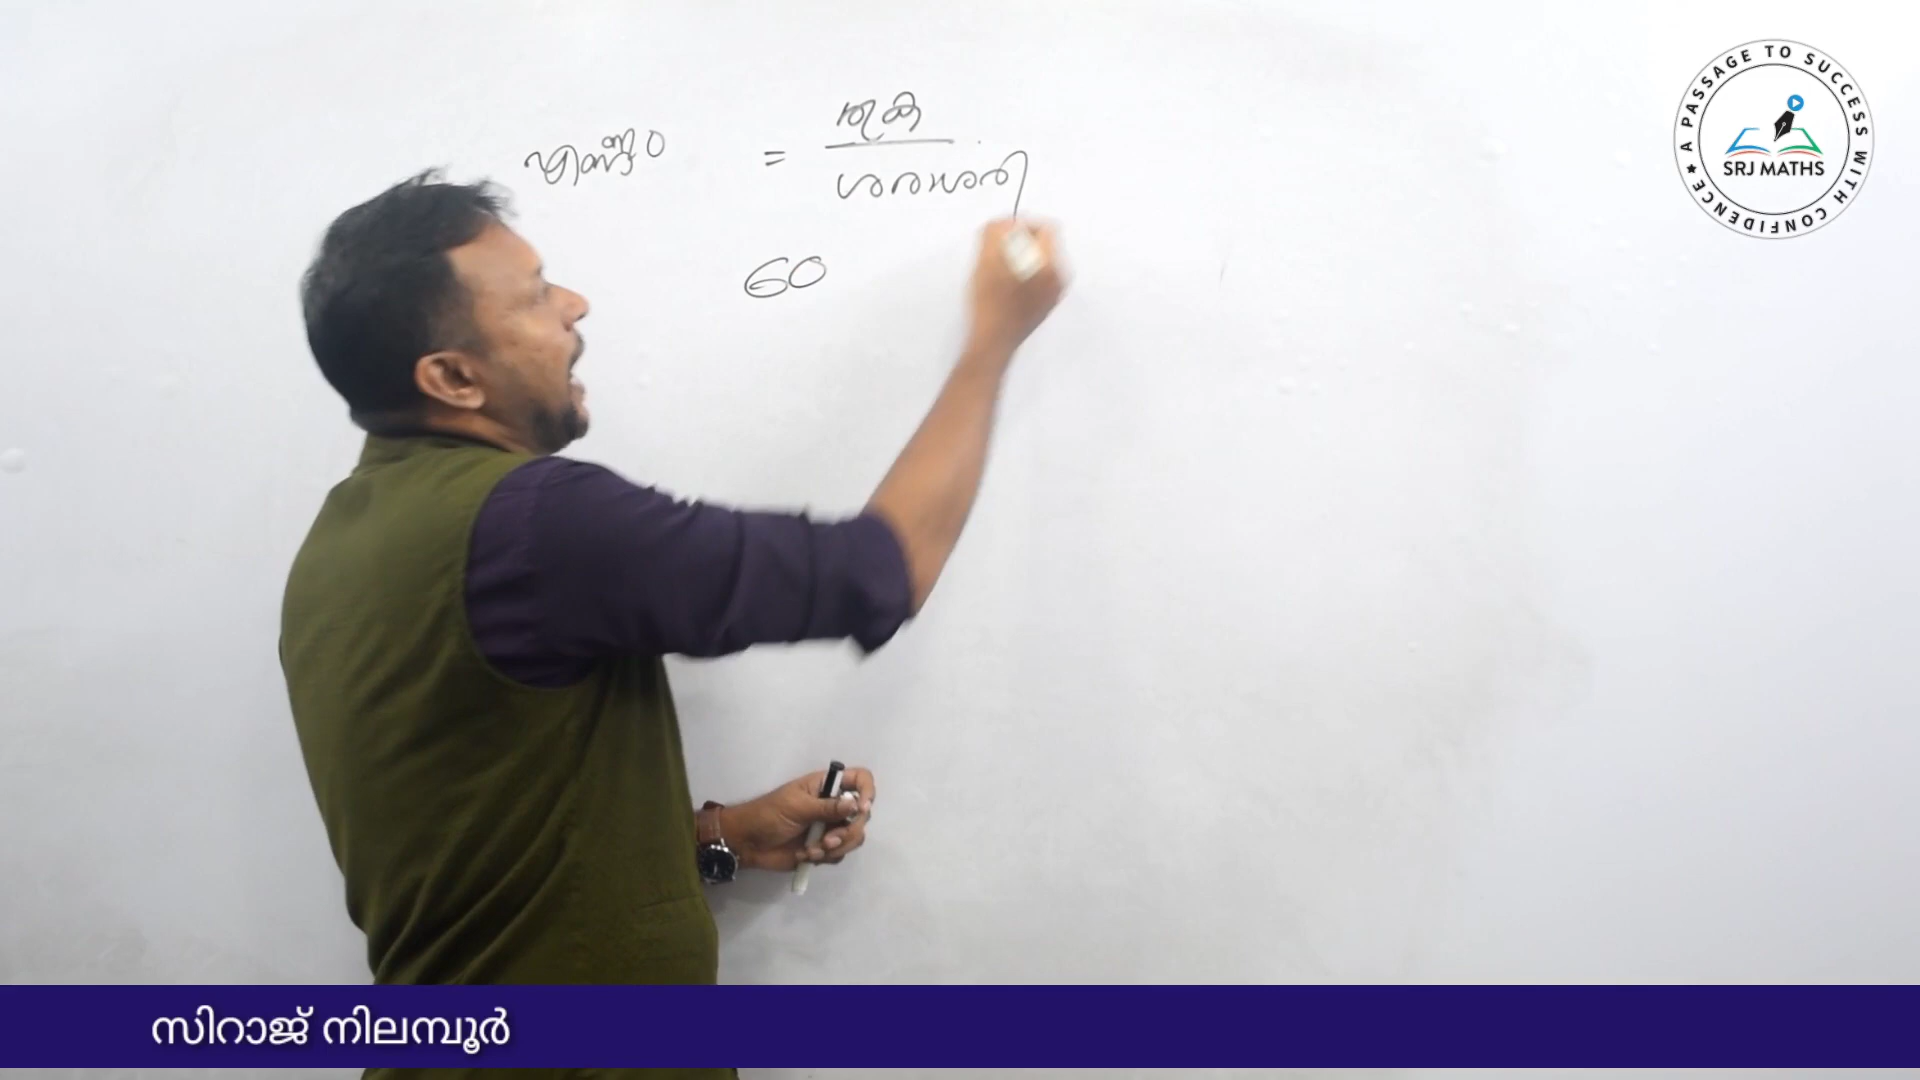 എണ്ണം = തുക
ശരാശരി
60
A PASSAGE TO SUCCESS WITH CONFIDENCE ★
SRJ MATHS
സിറാജ് നിലമ്പൂർ